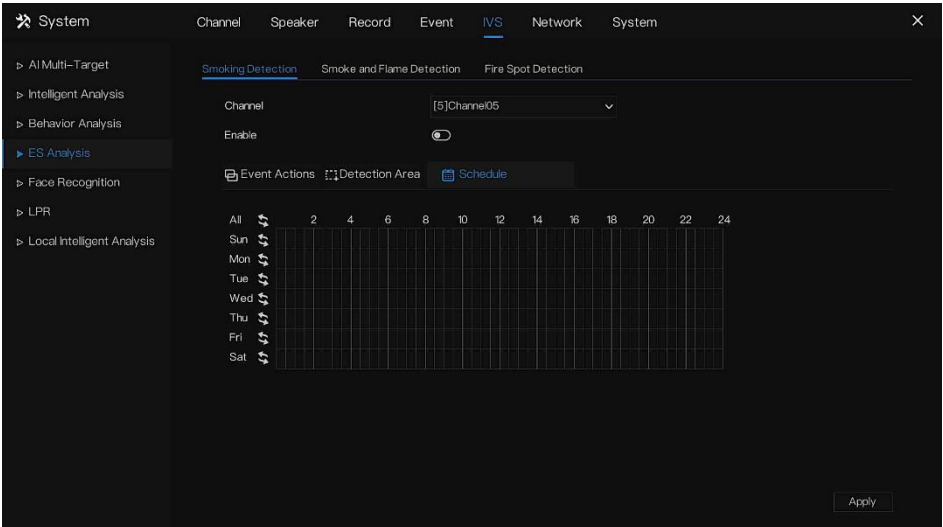 System Channel Speaker Record Event IVS Network System
AI Multi-Target
Intelligent Analysis
Behavior Analysis
ES Analysis
Face Recognition
LPR
Local Intelligent Analysis
Smoking Detection Smoke and Flame Detection Fire Spot Detection
Channel [5]Channel05
Enable
Event Actions Detection Area Schedule
All 2 4 6 8 10 12 14 16 18 20 22 24
Sun
Mon
Tue
Wed
Thu
Fri
Sat
Apply